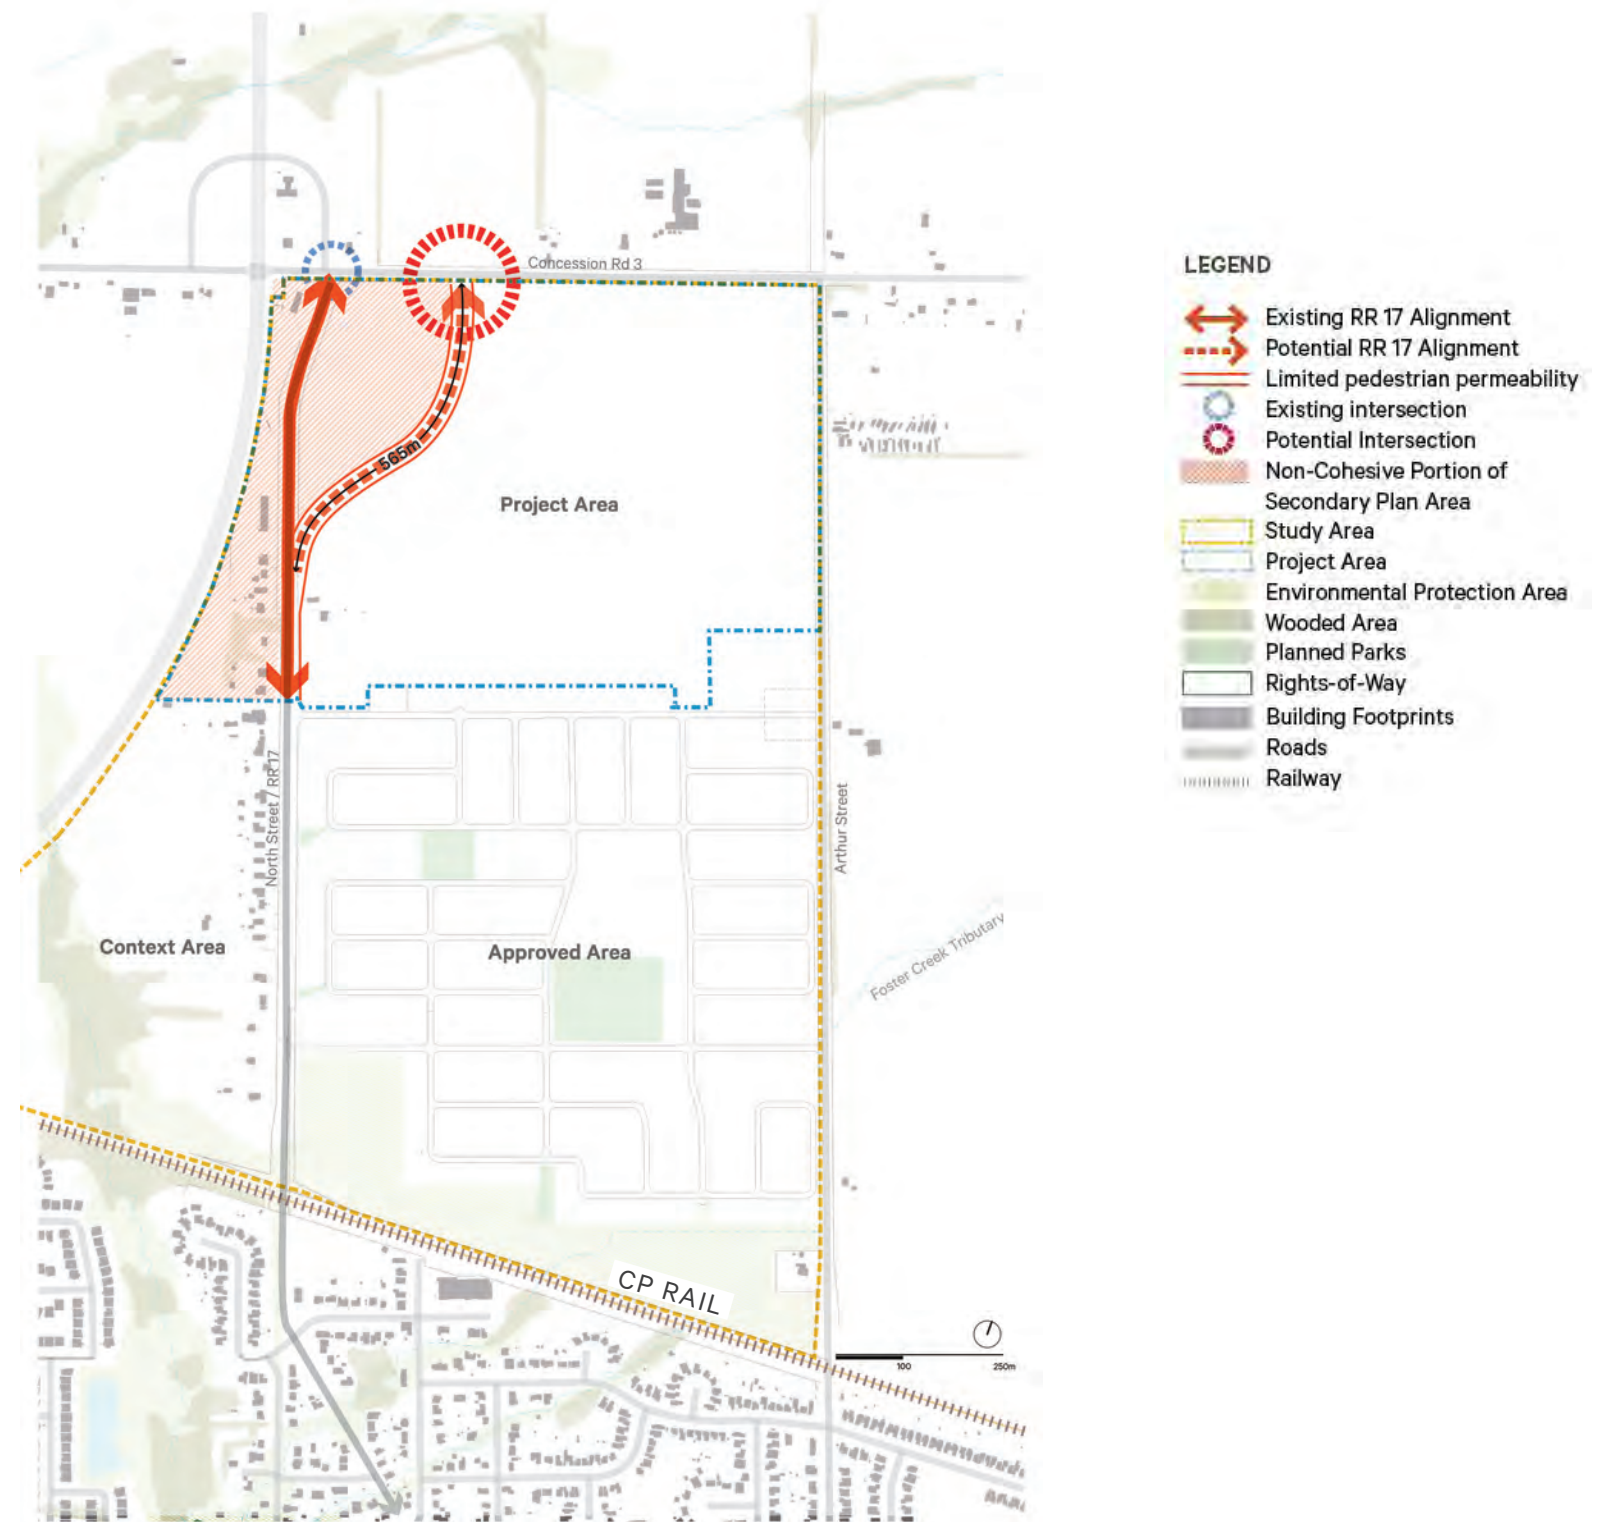 Concession Rd 3
565m
Project Area
North Street / RR 17
Arthur Street
Context Area
Approved Area
Foster Creek Tributary
CP RAIL
100
250m
LEGEND
Existing RR 17 Alignment
Potential RR 17 Alignment
Limited pedestrian permeability
Existing intersection
Potential Intersection
Non-Cohesive Portion of
Secondary Plan Area
Study Area
Project Area
Environmental Protection Area
Wooded Area
Planned Parks
Rights-of-Way
Building Footprints
Roads
Railway